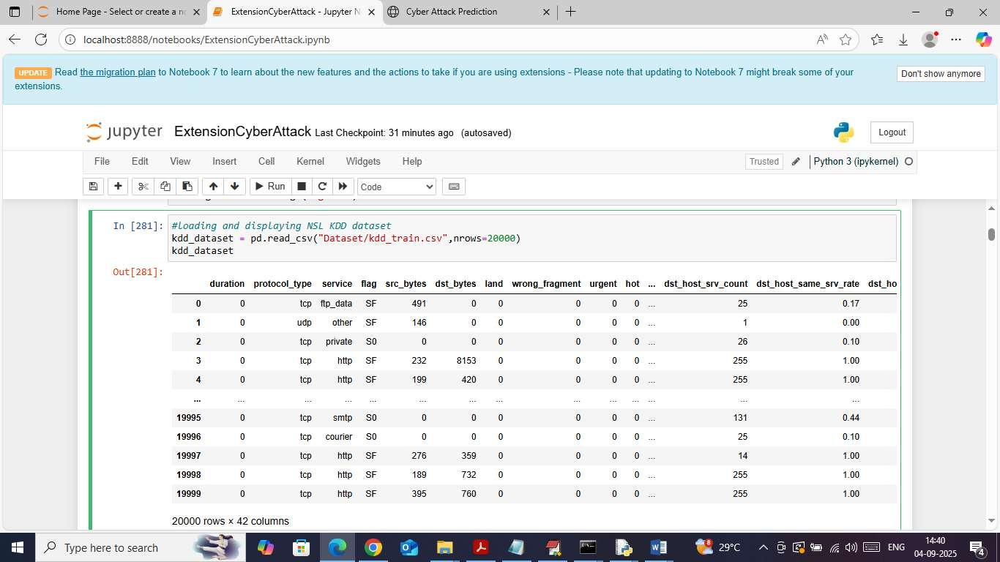 Home Page - Select or create a n
ExtensionCyberAttack - Jupyter N
Cyber Attack Prediction
localhost:8888/notebooks/ExtensionCyberAttack.ipynb
UPDATE Read the migration plan to Notebook 7 to learn about the new features and the actions to take if you are using extensions - Please note that updating to Notebook 7 might break some of your
extensions.
Don't show anymore
jupyter ExtensionCyberAttack Last Checkpoint: 31 minutes ago (autosaved)
Logout
File Edit View Insert Cell Kernel Widgets Help
Trusted
Python 3 (ipykernel)
Run
Code
In [281]: #loading and displaying NSL KDD dataset
kdd_dataset = pd.read_csv("Dataset/kdd_train.csv",nrows=20000)
kdd_dataset
Out[281]:
duration protocol_type service flag src_bytes dst_bytes land wrong_fragment urgent hot ... dst_host_srv_count dst_host_same_srv_rate dst_ho
0 0 tcp ftp_data SF 491 0 0 0 0 0 ... 25 0.17
1 0 udp other SF 146 0 0 0 0 0 ... 1 0.00
2 0 tcp private S0 0 0 0 0 0 0 ... 26 0.10
3 0 tcp http SF 232 8153 0 0 0 0 ... 255 1.00
4 0 tcp http SF 199 420 0 0 0 0 ... 255 1.00
... ... ... ... ... ... ... ... ... ... ... ... ... ...
19995 0 tcp smtp S0 0 0 0 0 0 0 ... 131 0.44
19996 0 tcp courier S0 0 0 0 0 0 0 ... 25 0.10
19997 0 tcp http SF 276 359 0 0 0 0 ... 14 1.00
19998 0 tcp http SF 189 732 0 0 0 0 ... 255 1.00
19999 0 tcp http SF 395 760 0 0 0 0 ... 255 1.00
20000 rows × 42 columns
Type here to search
29°C
ENG
14:40
04-09-2025
4